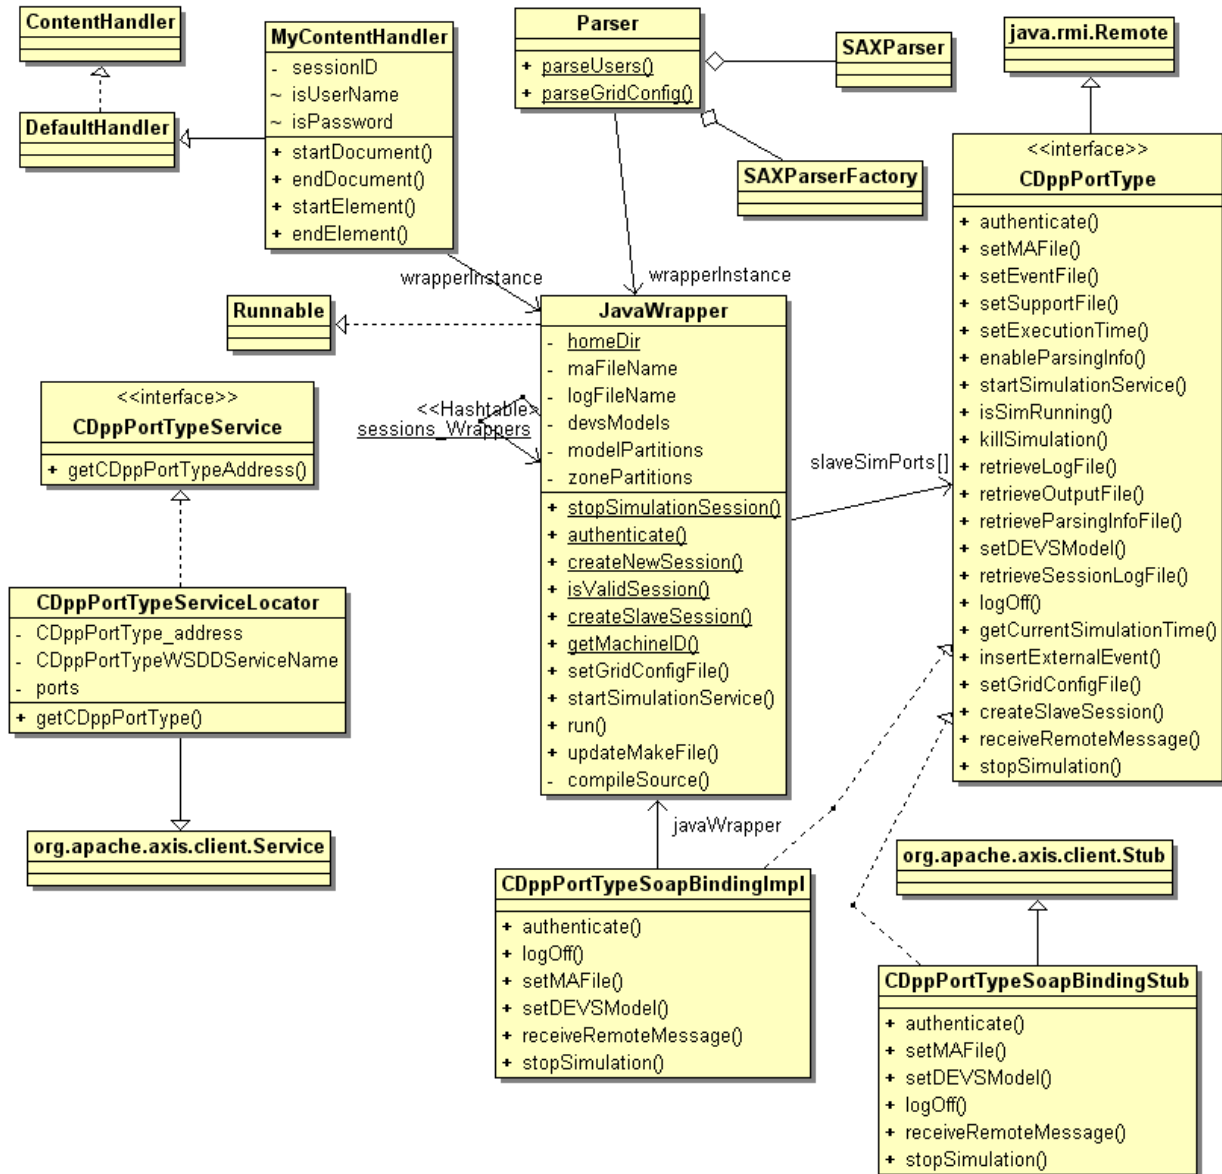 ContentHandler
DefaultHandler
MyContentHandler
- sessionID
~ isUserName
~ isPassword
+ startDocument()
+ endDocument()
+ startElement()
+ endElement()
Parser
+ parseUsers()
+ parseGridConfig()
SAXParser
SAXParserFactory
java.rmi.Remote
<<interface>>
CDppPortType
+ authenticate()
+ setMAFile()
+ setEventFile()
+ setSupportFile()
+ setExecutionTime()
+ enableParsingInfo()
+ startSimulationService()
+ isSimRunning()
+ killSimulation()
+ retrieveLogFile()
+ retrieveOutputFile()
+ retrieveParsingInfoFile()
+ setDEVSModel()
+ retrieveSessionLogFile()
+ logOff()
+ getCurrentSimulationTime()
+ insertExternalEvent()
+ setGridConfigFile()
+ createSlaveSession()
+ receiveRemoteMessage()
+ stopSimulation()
wrapperInstance
wrapperInstance
Runnable
JavaWrapper
- homeDir
- maFileName
- logFileName
- devsModels
- modelPartitions
- zonePartitions
+ stopSimulationSession()
+ authenticate()
+ createNewSession()
+ isValidSession()
+ createSlaveSession()
+ getMachineID()
+ setGridConfigFile()
+ startSimulationService()
+ run()
+ updateMakeFile()
- compileSource()
<<Hashtable>
sessions_Wrappers
slaveSimPorts[]
<<interface>>
CDppPortTypeService
+ getCDppPortTypeAddress()
CDppPortTypeServiceLocator
- CDppPortType_address
- CDppPortTypeWSDDServiceName
- ports
+ getCDppPortType()
org.apache.axis.client.Service
javaWrapper
CDppPortTypeSoapBindingImpl
+ authenticate()
+ logOff()
+ setMAFile()
+ setDEVSModel()
+ receiveRemoteMessage()
+ stopSimulation()
org.apache.axis.client.Stub
CDppPortTypeSoapBindingStub
+ authenticate()
+ setMAFile()
+ setDEVSModel()
+ logOff()
+ receiveRemoteMessage()
+ stopSimulation()